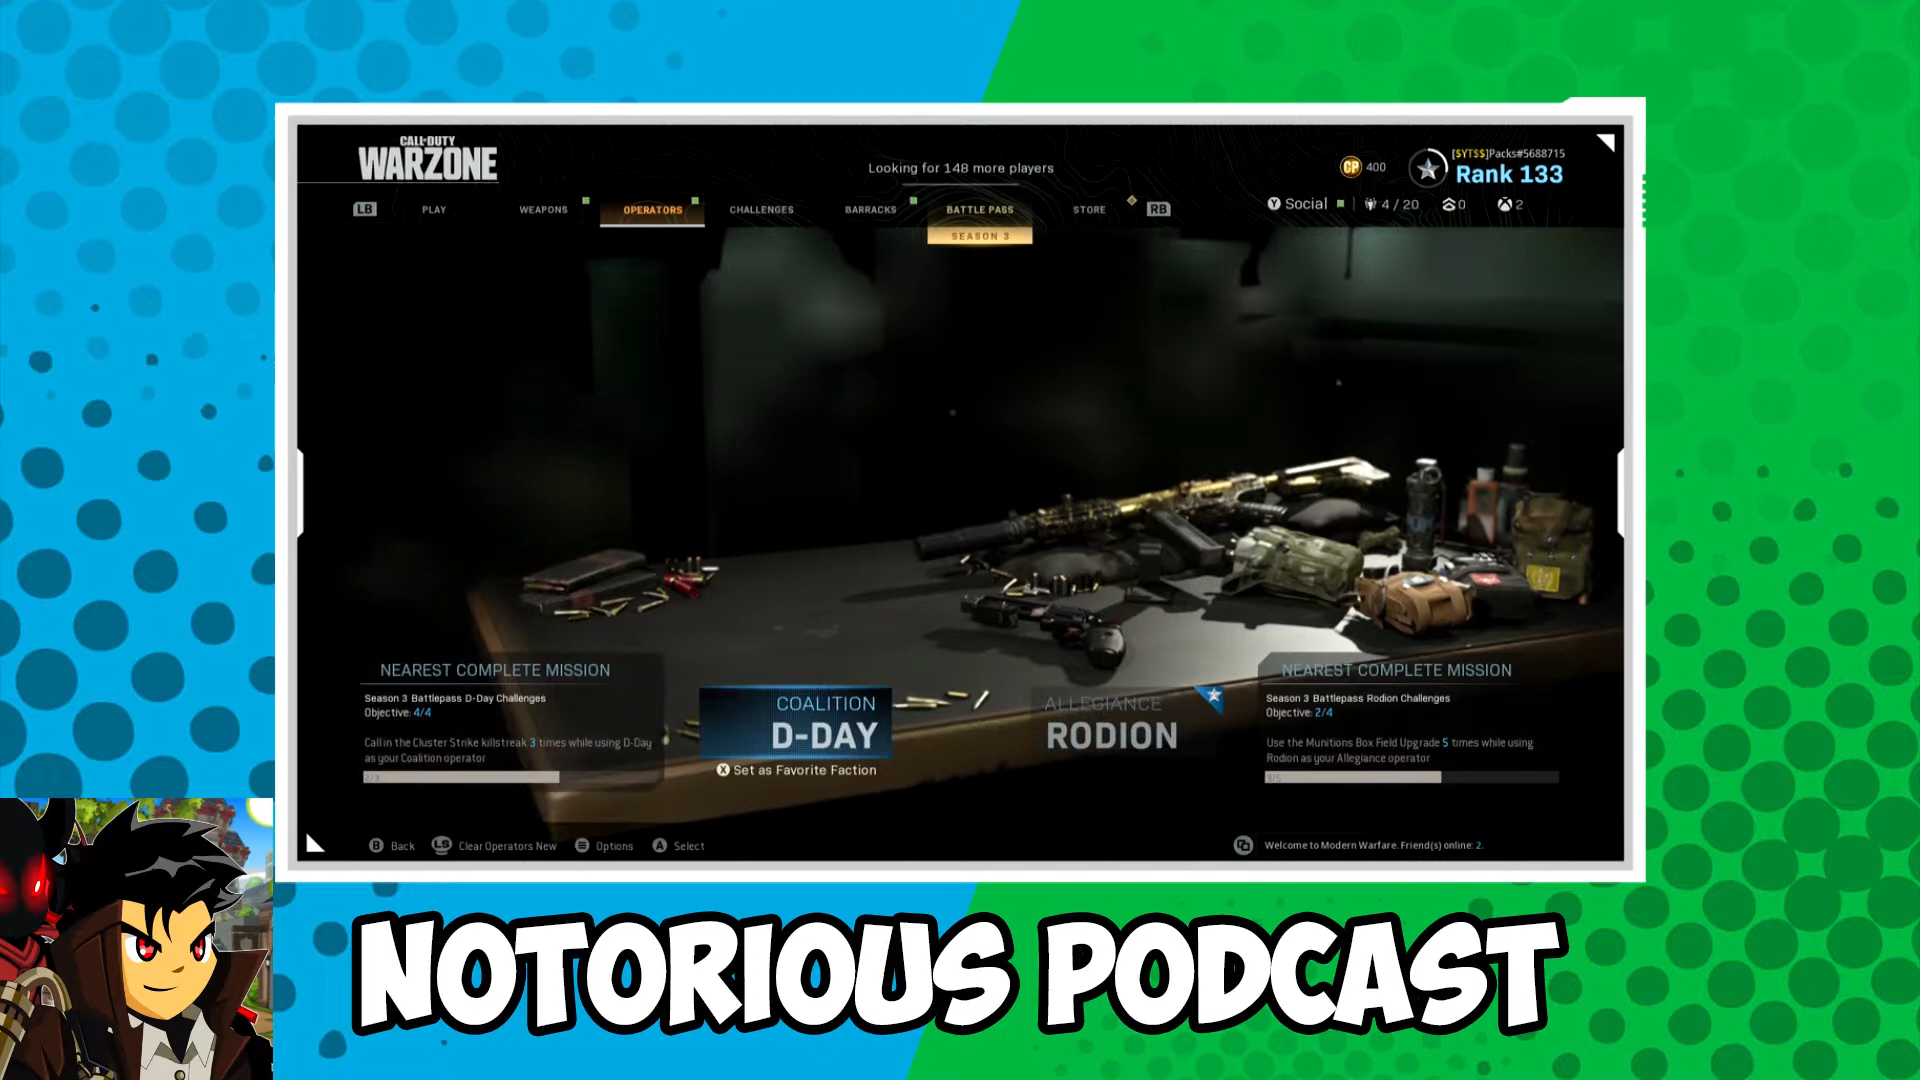 CALL OF DUTY
WARZONE
Looking for 148 more players
CP 400
[$YT$$]Packs#5688715
Rank 133
LB PLAY WEAPONS OPERATORS CHALLENGES BARRACKS BATTLE PASS STORE RB
SEASON 3
Y Social 4 / 20 0 2
NEAREST COMPLETE MISSION
Season 3 Battlepass D-Day Challenges
Objective: 4/4
Call in the Cluster Strike killstreak 3 times while using D-Day
as your Coalition operator
2/3
COALITION
D-DAY
X Set as Favorite Faction
ALLEGIANCE
RODION
NEAREST COMPLETE MISSION
Season 3 Battlepass Rodion Challenges
Objective: 2/4
Use the Munitions Box Field Upgrade 5 times while using
Rodion as your Allegiance operator
3/5
B Back LS Clear Operators New Options A Select
Welcome to Modern Warfare. Friend(s) online: 2.
NOTORIOUS PODCAST